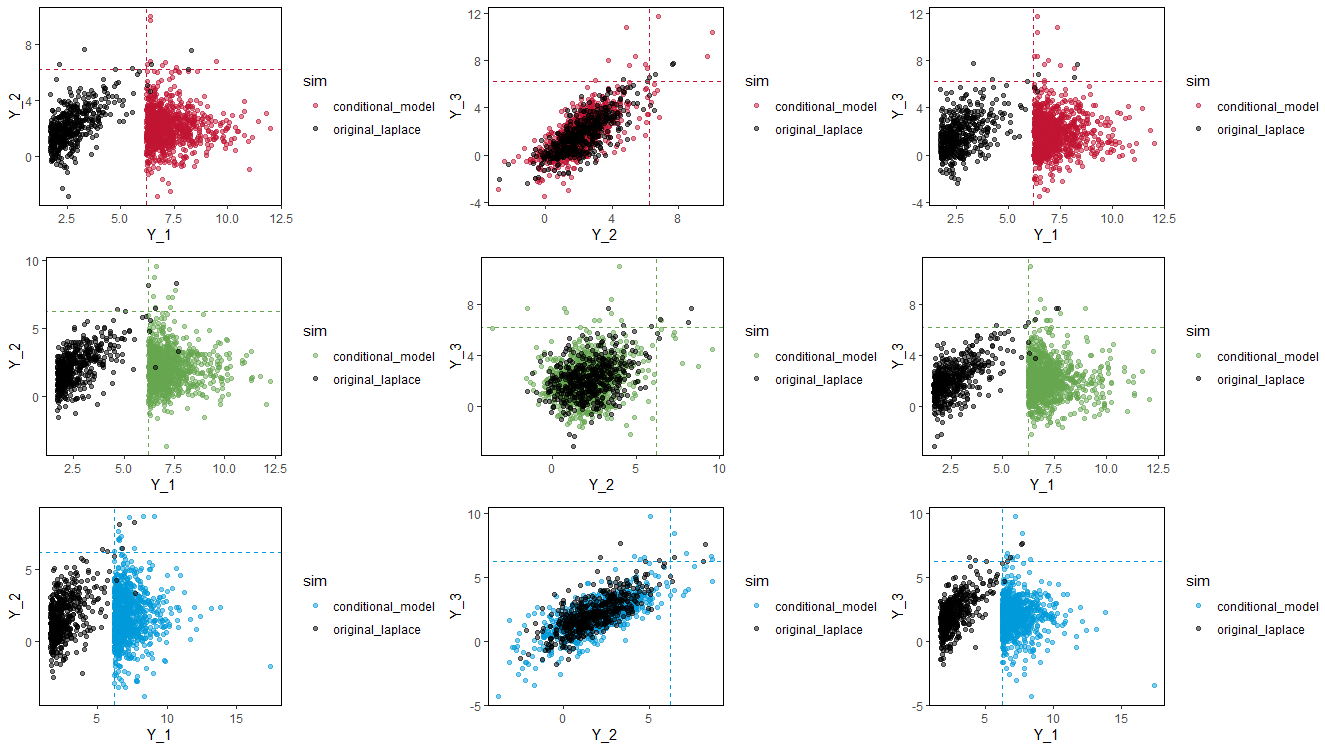 Y_2
8
4
0
2.5
5.0
7.5
10.0
12.5
Y_1
sim
conditional_model
original_laplace
Y_3
12
8
4
0
-4
0
4
8
Y_2
sim
conditional_model
original_laplace
Y_3
12
8
4
0
-4
2.5
5.0
7.5
10.0
12.5
Y_1
sim
conditional_model
original_laplace
Y_2
10
5
0
2.5
5.0
7.5
10.0
12.5
Y_1
sim
conditional_model
original_laplace
Y_3
8
4
0
0
5
10
Y_2
sim
conditional_model
original_laplace
Y_3
8
4
0
2.5
5.0
7.5
10.0
12.5
Y_1
sim
conditional_model
original_laplace
Y_2
5
0
5
10
15
Y_1
sim
conditional_model
original_laplace
Y_3
10
5
0
-5
0
5
Y_2
sim
conditional_model
original_laplace
Y_3
10
5
0
-5
5
10
15
Y_1
sim
conditional_model
original_laplace